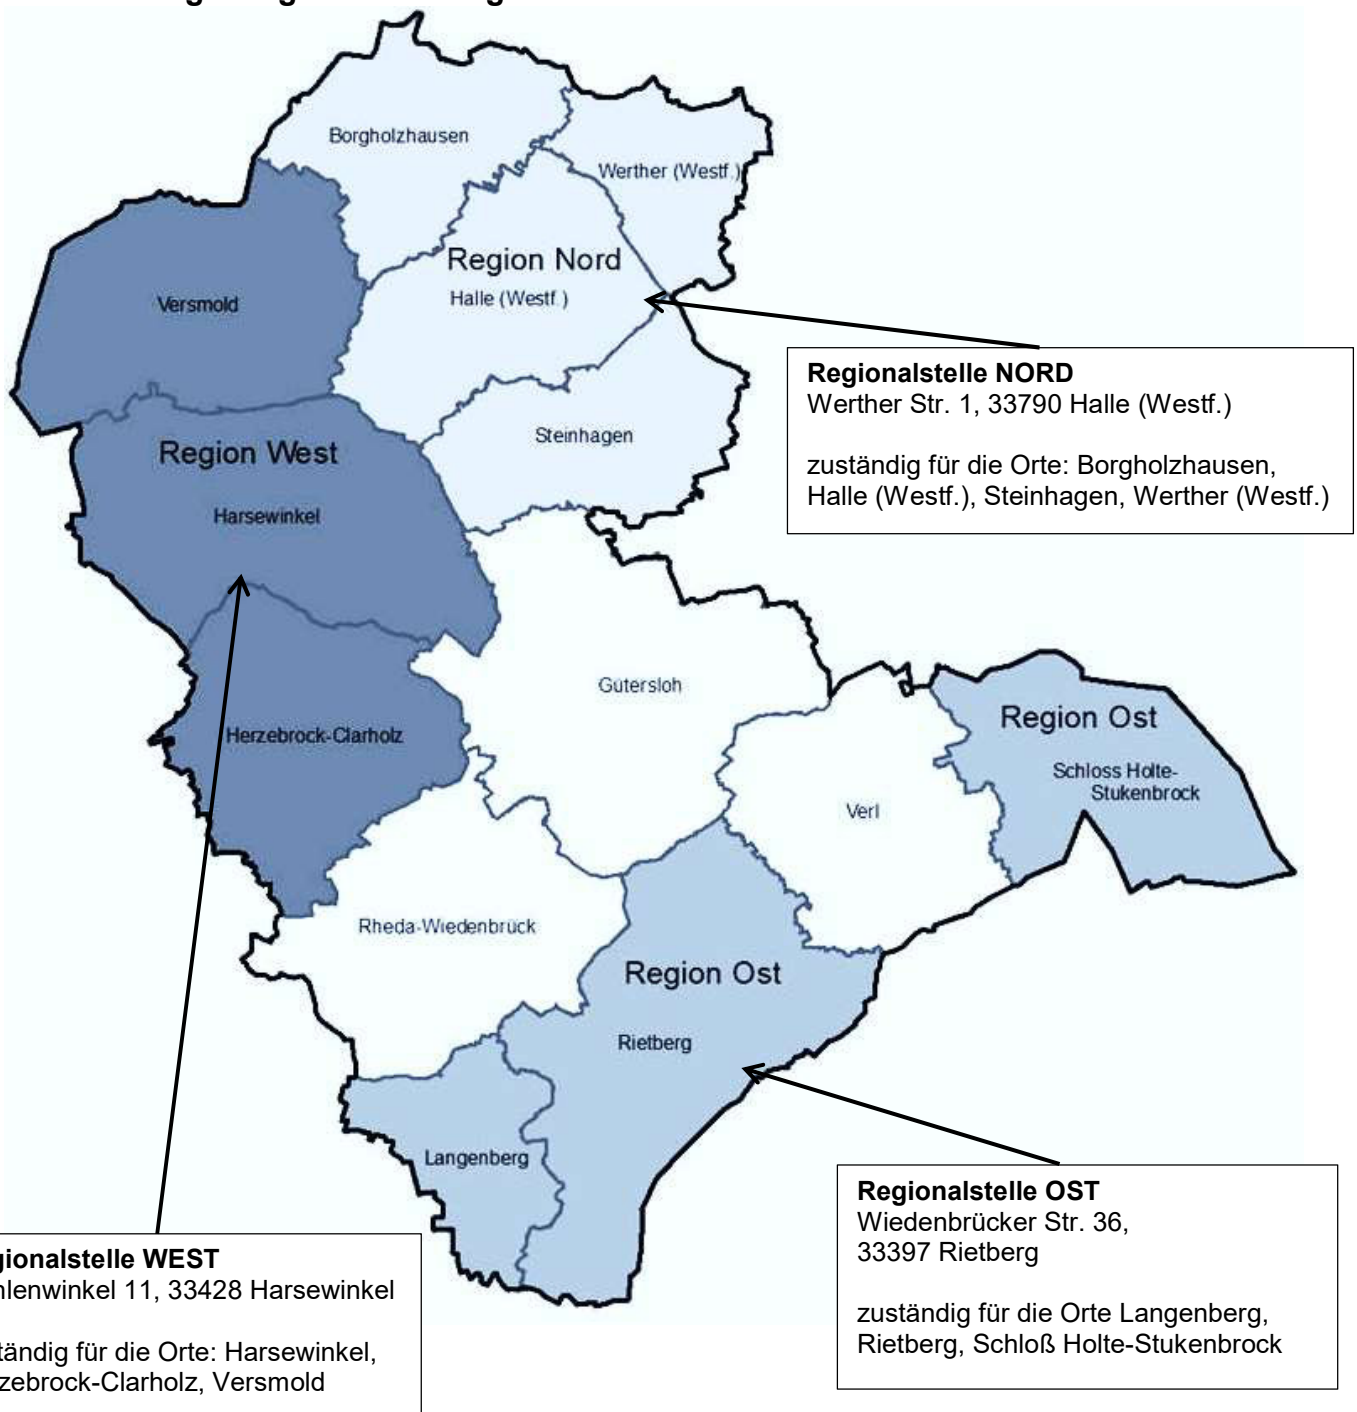 Borgholzhausen
Werther (Westf.)
Region Nord
Halle (Westf.)
Versmold
Regionalstelle NORD
Werther Str. 1, 33790 Halle (Westf.)
zuständig für die Orte: Borgholzhausen,
Halle (Westf.), Steinhagen, Werther (Westf.)
Steinhagen
Region West
Harsewinkel
Gütersloh
Region Ost
Schloss Holte-
Stukenbrock
Herzebrock-Clarholz
Verl
Rheda-Wiedenbrück
Region Ost
Rietberg
Langenberg
Regionalstelle OST
Wiedenbrücker Str. 36,
33397 Rietberg
zuständig für die Orte Langenberg,
Rietberg, Schloß Holte-Stukenbrock
gionalstelle WEST
hlenwinkel 11, 33428 Harsewinkel
tändig für die Orte: Harsewinkel,
zebrock-Clarholz, Versmold